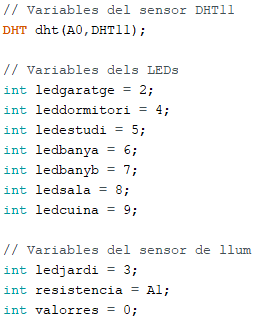 // Variables del sensor DHT11
DHT dht(A0,DHT11);
// Variables dels LEDs
int ledgaratge = 2;
int leddormitori = 4;
int ledestudi = 5;
int ledbanya = 6;
int ledbanyb = 7;
int ledsala = 8;
int ledcuina = 9;
// Variables del sensor de llum
int ledjardi = 3;
int resistencia = A1;
int valorres = 0;